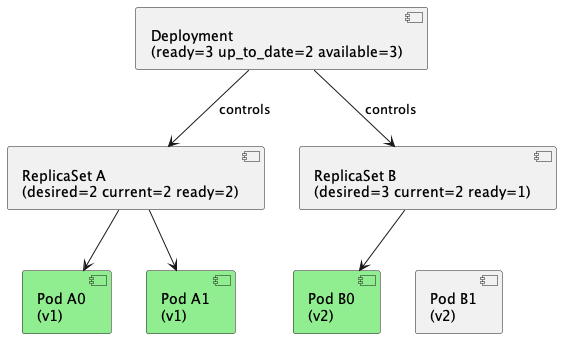 Deployment
(ready=3 up_to_date=2 available=3)
controls
controls
ReplicaSet A
(desired=2 current=2 ready=2)
ReplicaSet B
(desired=3 current=2 ready=1)
Pod A0
(v1)
Pod A1
(v1)
Pod B0
(v2)
Pod B1
(v2)